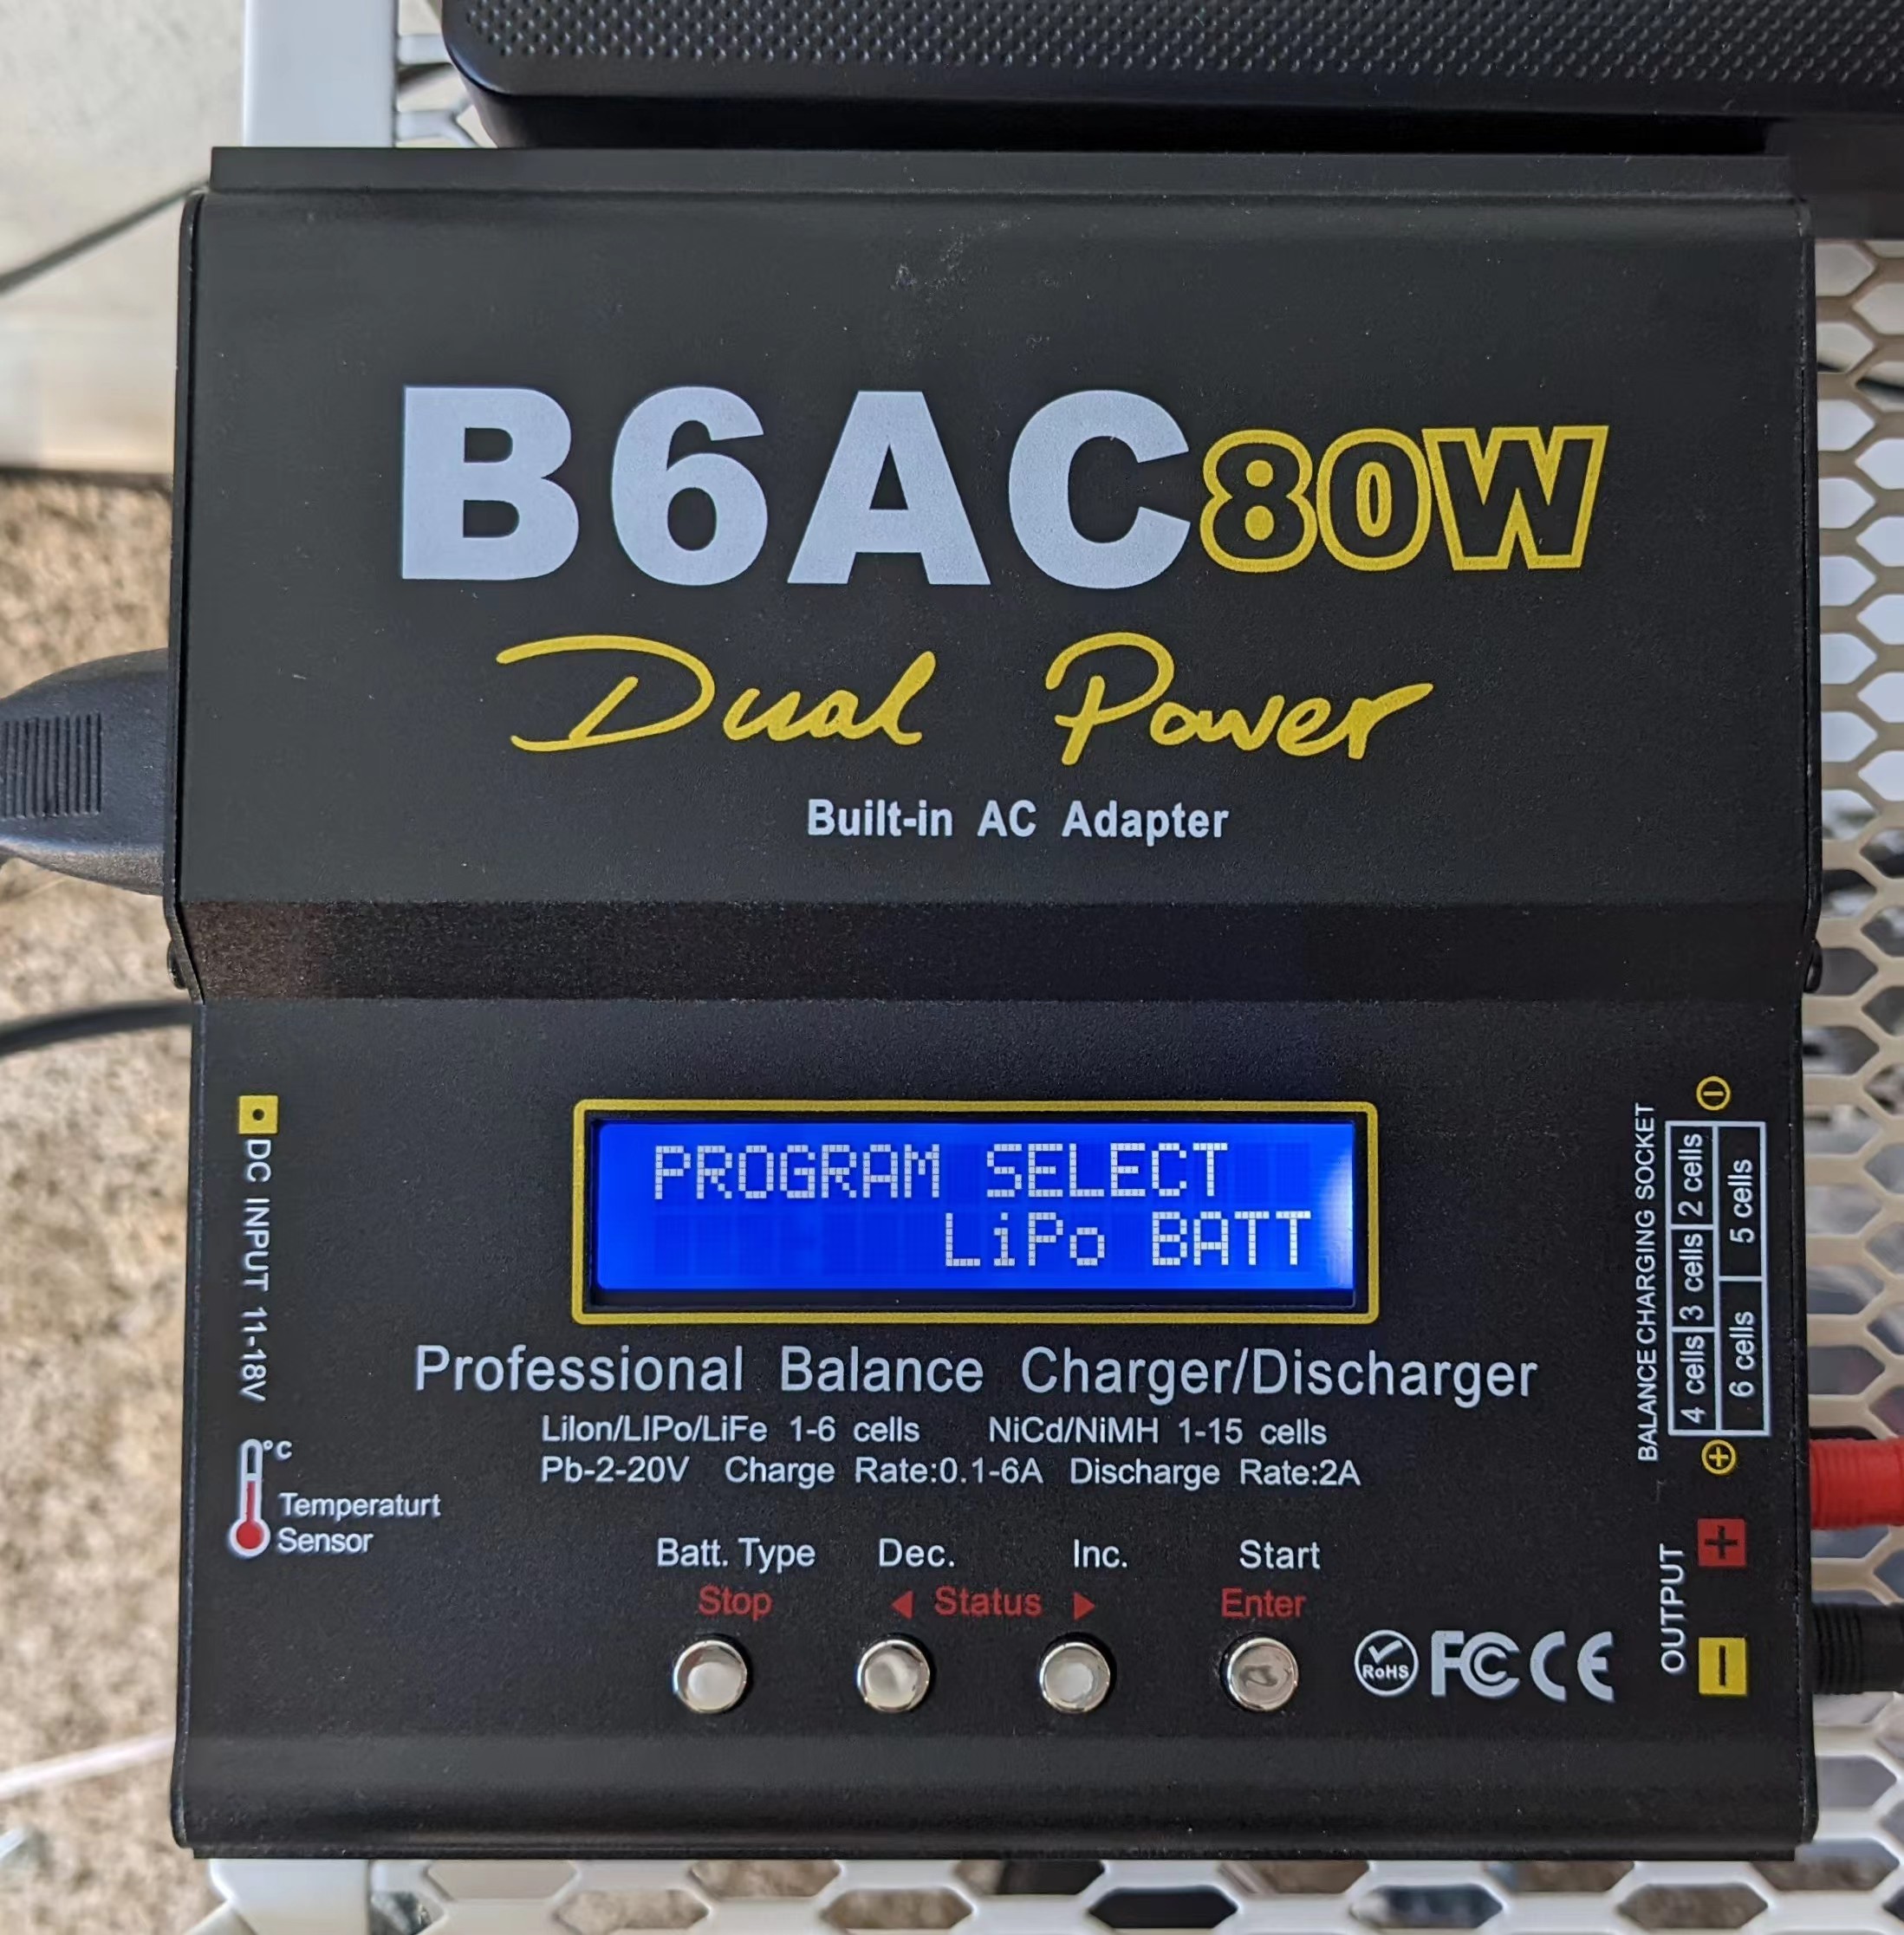 B6AC80W
Dual Power
Built-in AC Adapter
DC INPUT 11-18V
PROGRAM SELECT
LiPo BATT
BALANCE CHARGING SOCKET
2 cells
3 cells
4 cells
5 cells
6 cells
Professional Balance Charger/Discharger
LiIon/LIPo/LiFe 1-6 cells NiCd/NiMH 1-15 cells
Pb-2-20V Charge Rate:0.1-6A Discharge Rate:2A
°C
Temperaturt
Sensor
Batt. Type Dec. Inc. Start
Stop ◀ Status ▶ Enter
RoHS FC CE
OUTPUT
+
−